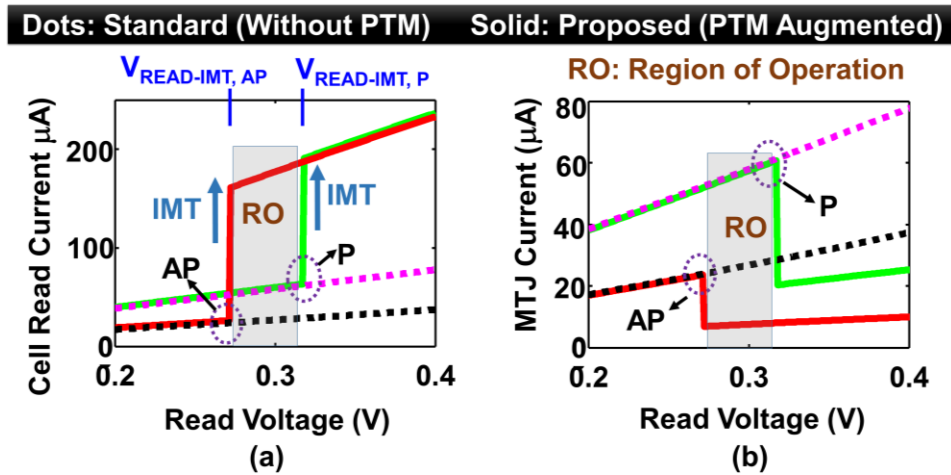 Dots: Standard (Without PTM) Solid: Proposed (PTM Augmented)
V_READ-IMT, AP V_READ-IMT, P
Cell Read Current μA
200
100
0
0.2 0.3 0.4
Read Voltage (V)
IMT
RO
IMT
AP
P
(a)
RO: Region of Operation
MTJ Current (μA)
80
60
40
20
0
0.2 0.3 0.4
Read Voltage (V)
RO
P
AP
(b)